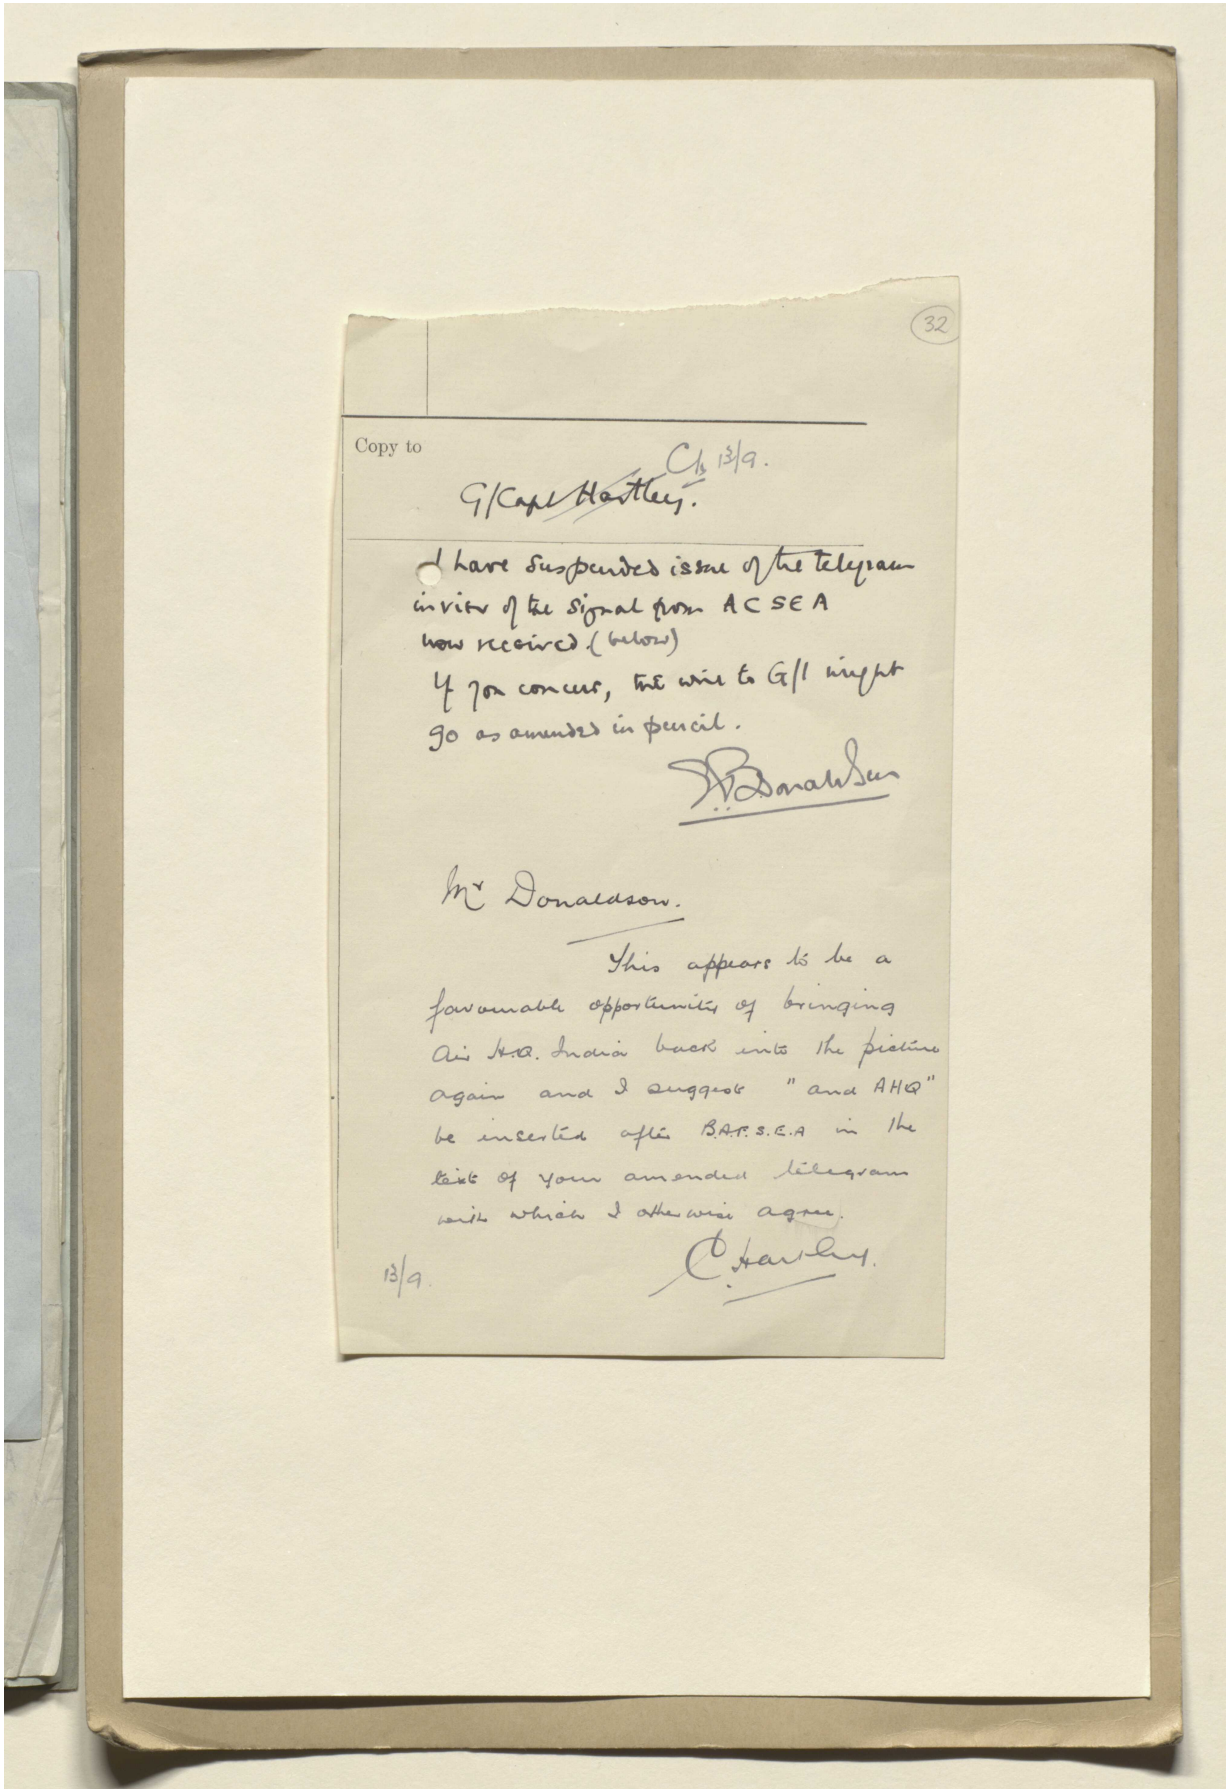 32
Copy to
Ch 13/9.
G/Capt Hartley.
I have suspended issue of the telegram
in view of the signal from ACSEA
now received. (below)
If you concur, the wire to G/I might
go as amended in pencil.
Donaldson
Mr Donaldson.
This appears to be a
favourable opportunity of bringing
Air H.Q. India back into the picture
again and I suggest "and AHQ"
be inserted after B.A.F.S.E.A in the
text of your amended telegram
with which I otherwise agree.
C. Hartley.
13/9.